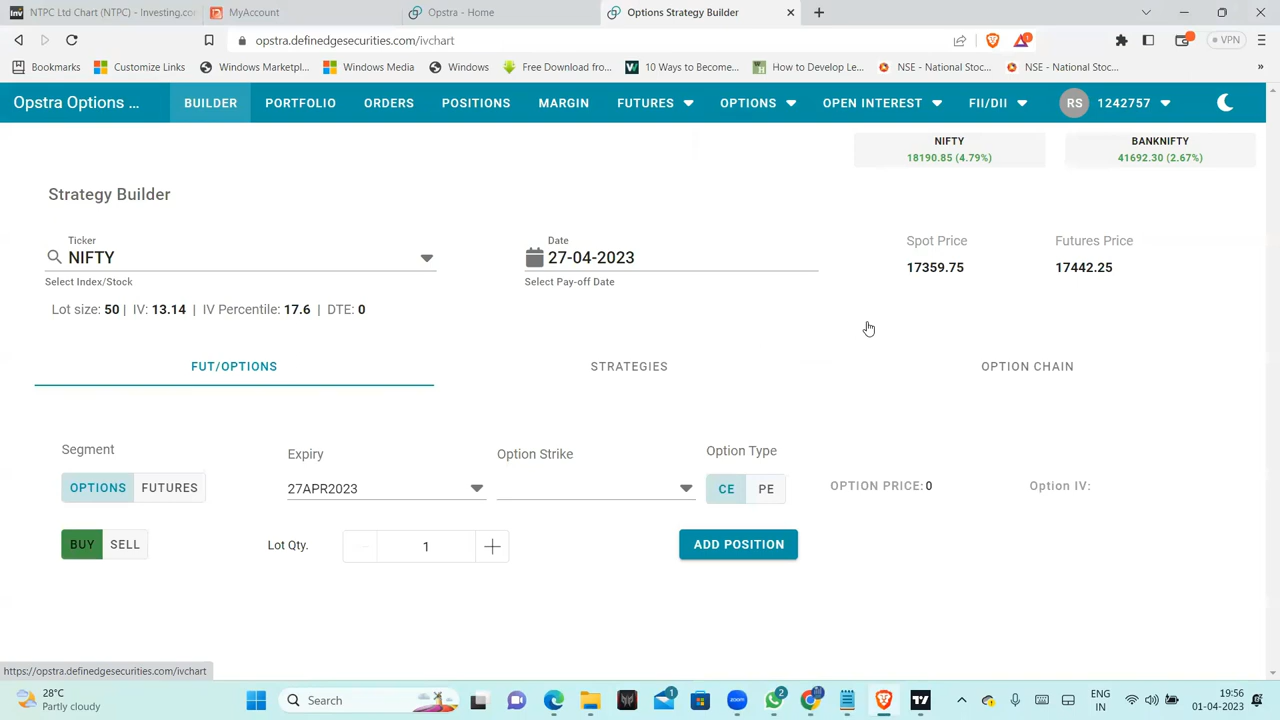 NTPC Ltd Chart (NTPC) - Investing.co
MyAccount
Opstra - Home
Options Strategy Builder
opstra.definedgesecurities.com/ivchart
VPN
Bookmarks
Customize Links
Windows Marketpl...
Windows Media
Windows
Free Download fro...
10 Ways to Become...
How to Develop Le...
NSE - National Stoc...
NSE - National Stoc...
»
Opstra Options ...
BUILDER
PORTFOLIO
ORDERS
POSITIONS
MARGIN
FUTURES
OPTIONS
OPEN INTEREST
FII/DII
RS
1242757
NIFTY
18190.85 (4.79%)
BANKNIFTY
41692.30 (2.67%)
Strategy Builder
Ticker
NIFTY
Select Index/Stock
Date
27-04-2023
Select Pay-off Date
Spot Price
17359.75
Futures Price
17442.25
Lot size: 50 | IV: 13.14 | IV Percentile: 17.6 | DTE: 0
FUT/OPTIONS
STRATEGIES
OPTION CHAIN
Segment
OPTIONS
FUTURES
Expiry
27APR2023
Option Strike
Option Type
CE
PE
OPTION PRICE: 0
Option IV:
BUY
SELL
Lot Qty.
1
ADD POSITION
https://opstra.definedgesecurities.com/ivchart
28°C
Partly cloudy
Search
1
zoom
2
ENG
IN
19:56
01-04-2023